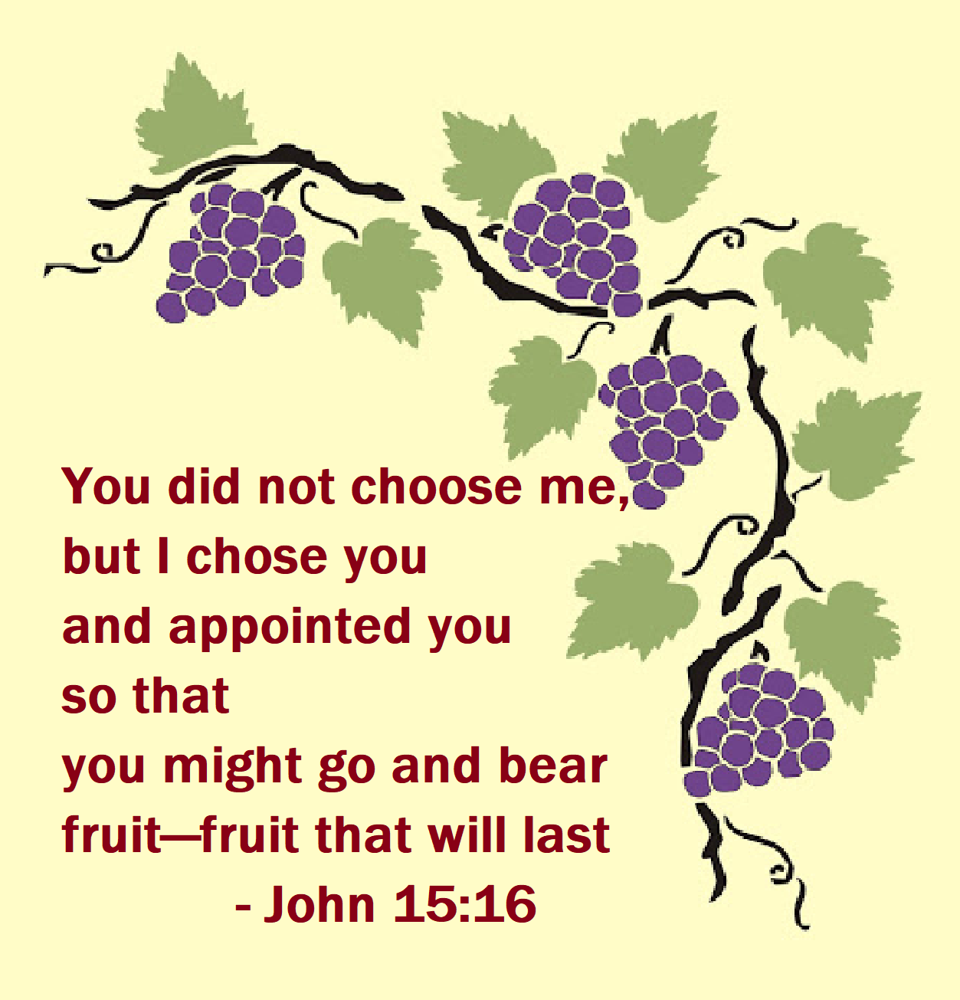 You did not choose me,
but I chose you
and appointed you
so that
you might go and bear
fruit—fruit that will last
- John 15:16